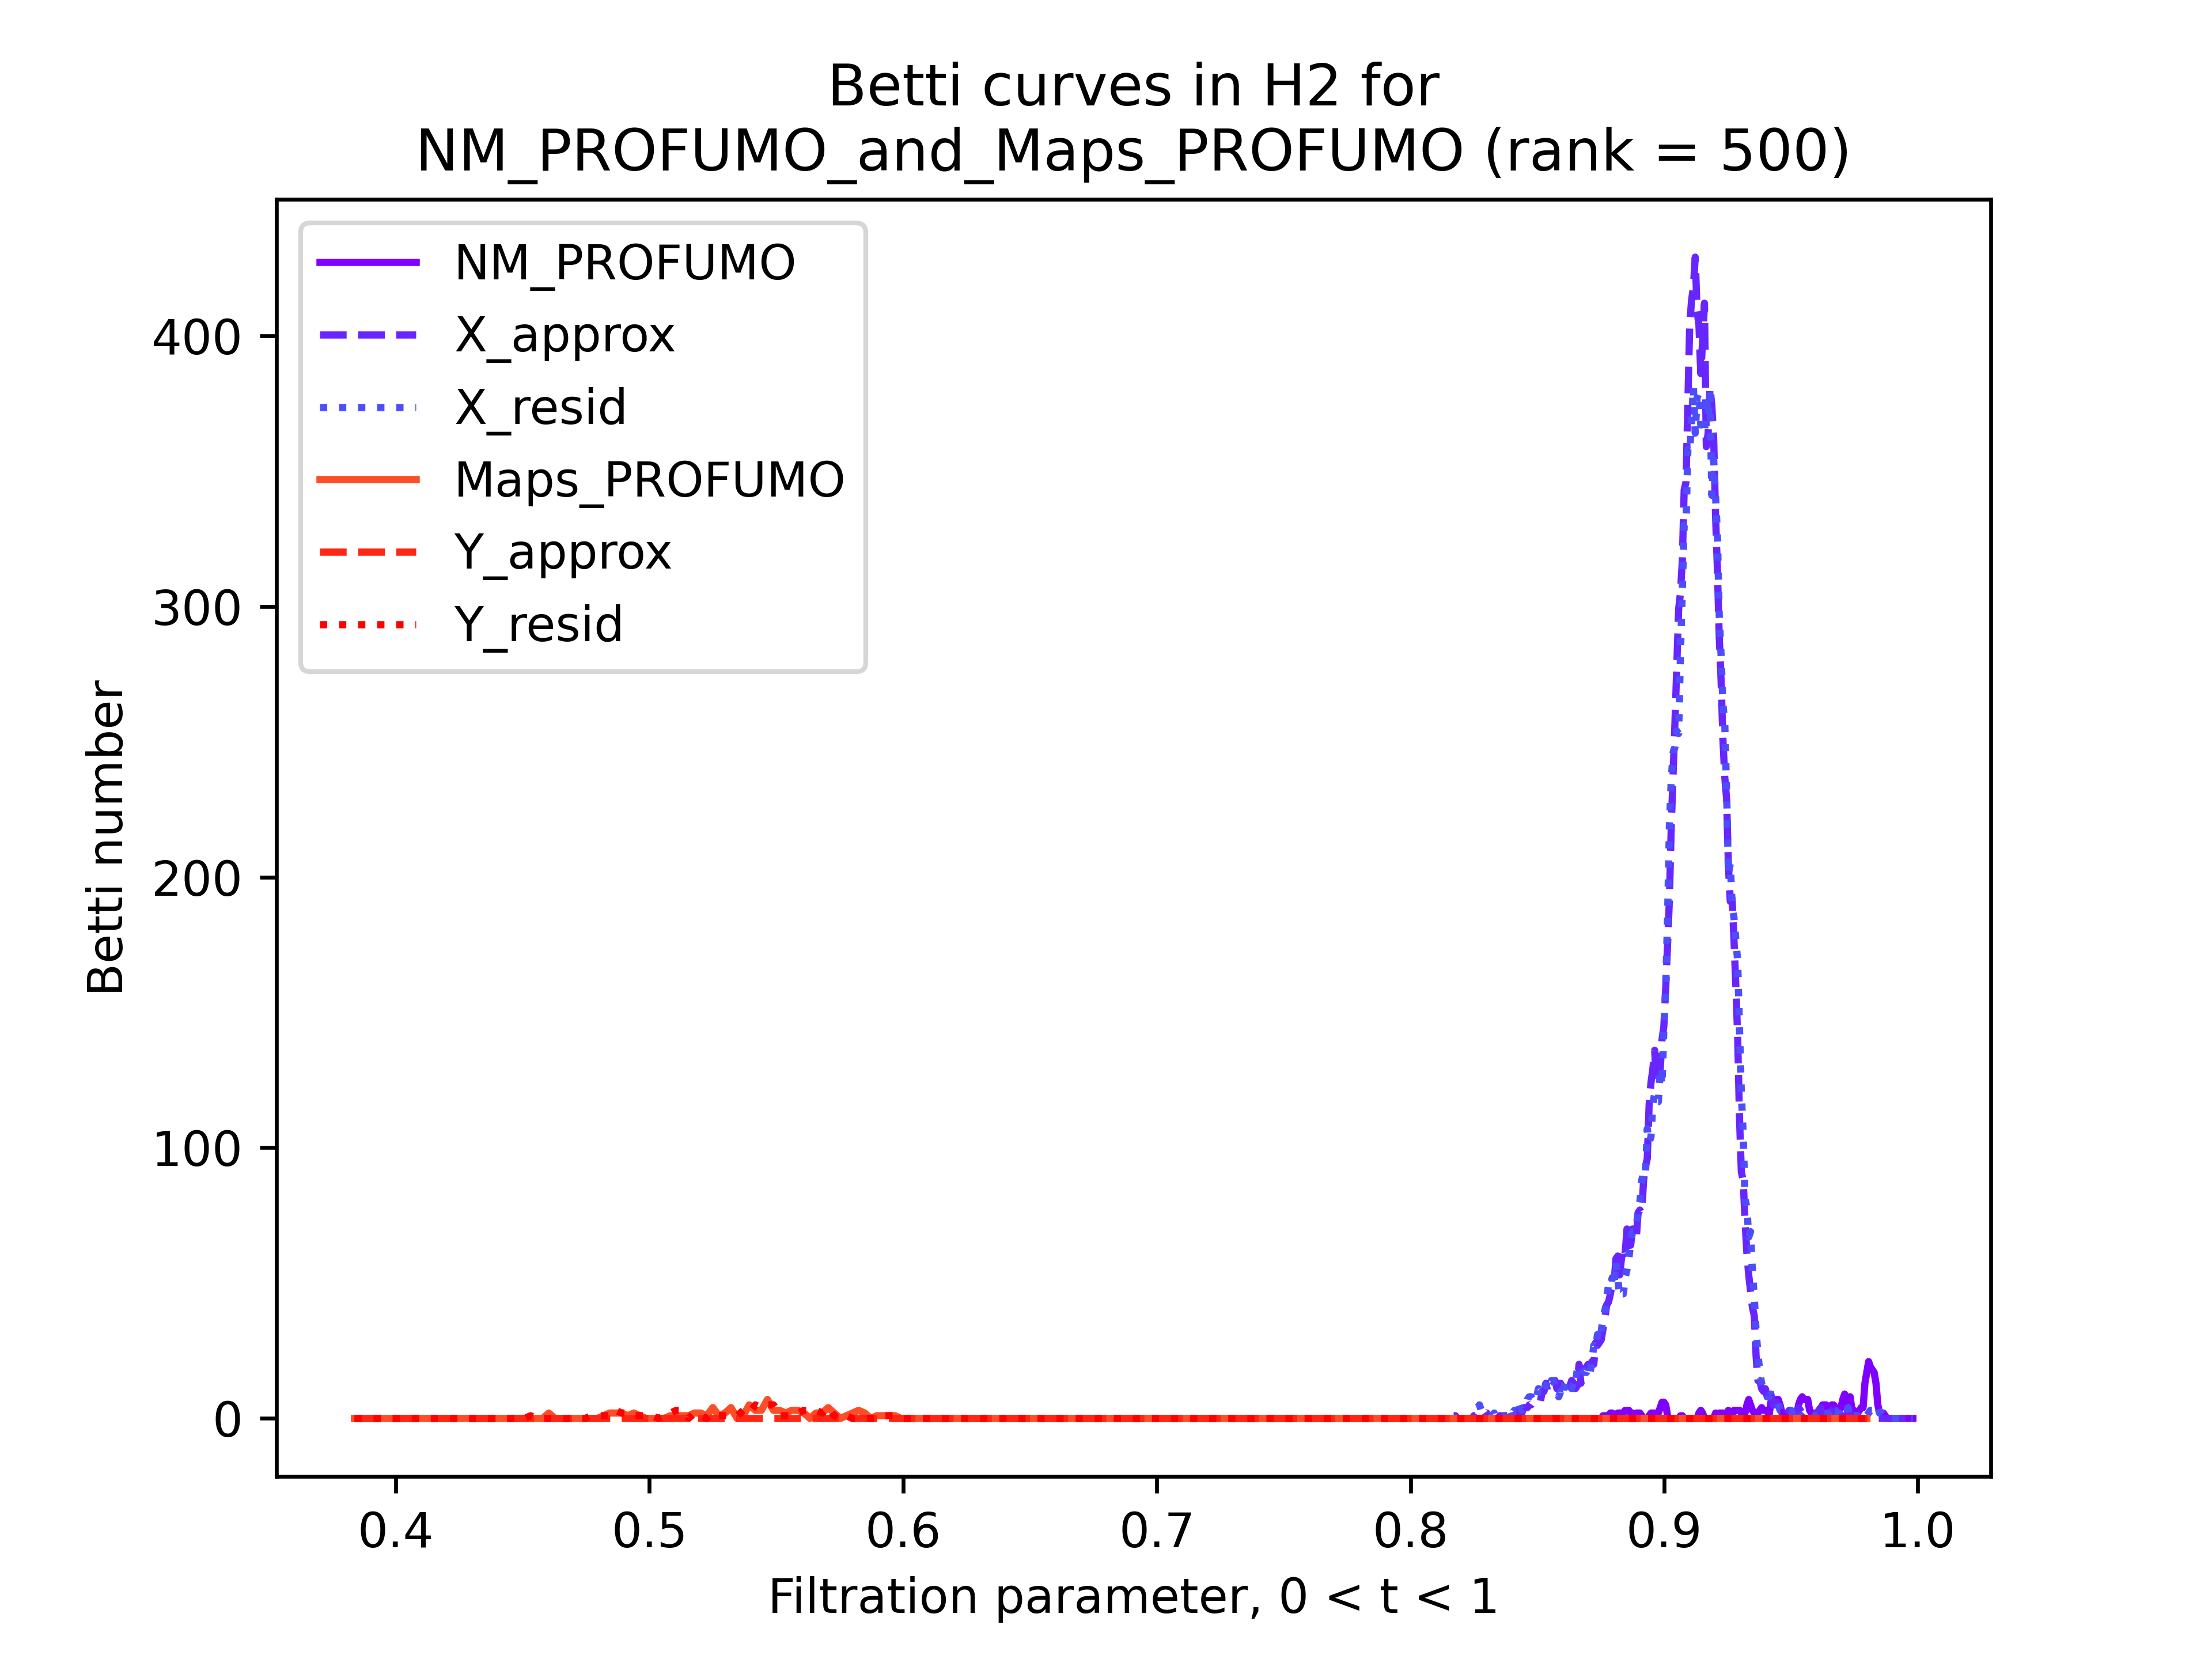 Betti curves in H2 for
NM_PROFUMO_and_Maps_PROFUMO (rank = 500)
NM_PROFUMO
X_approx
X_resid
Maps_PROFUMO
Y_approx
Y_resid
Betti number
400
300
200
100
0
0.4 0.5 0.6 0.7 0.8 0.9 1.0
Filtration parameter, 0 < t < 1